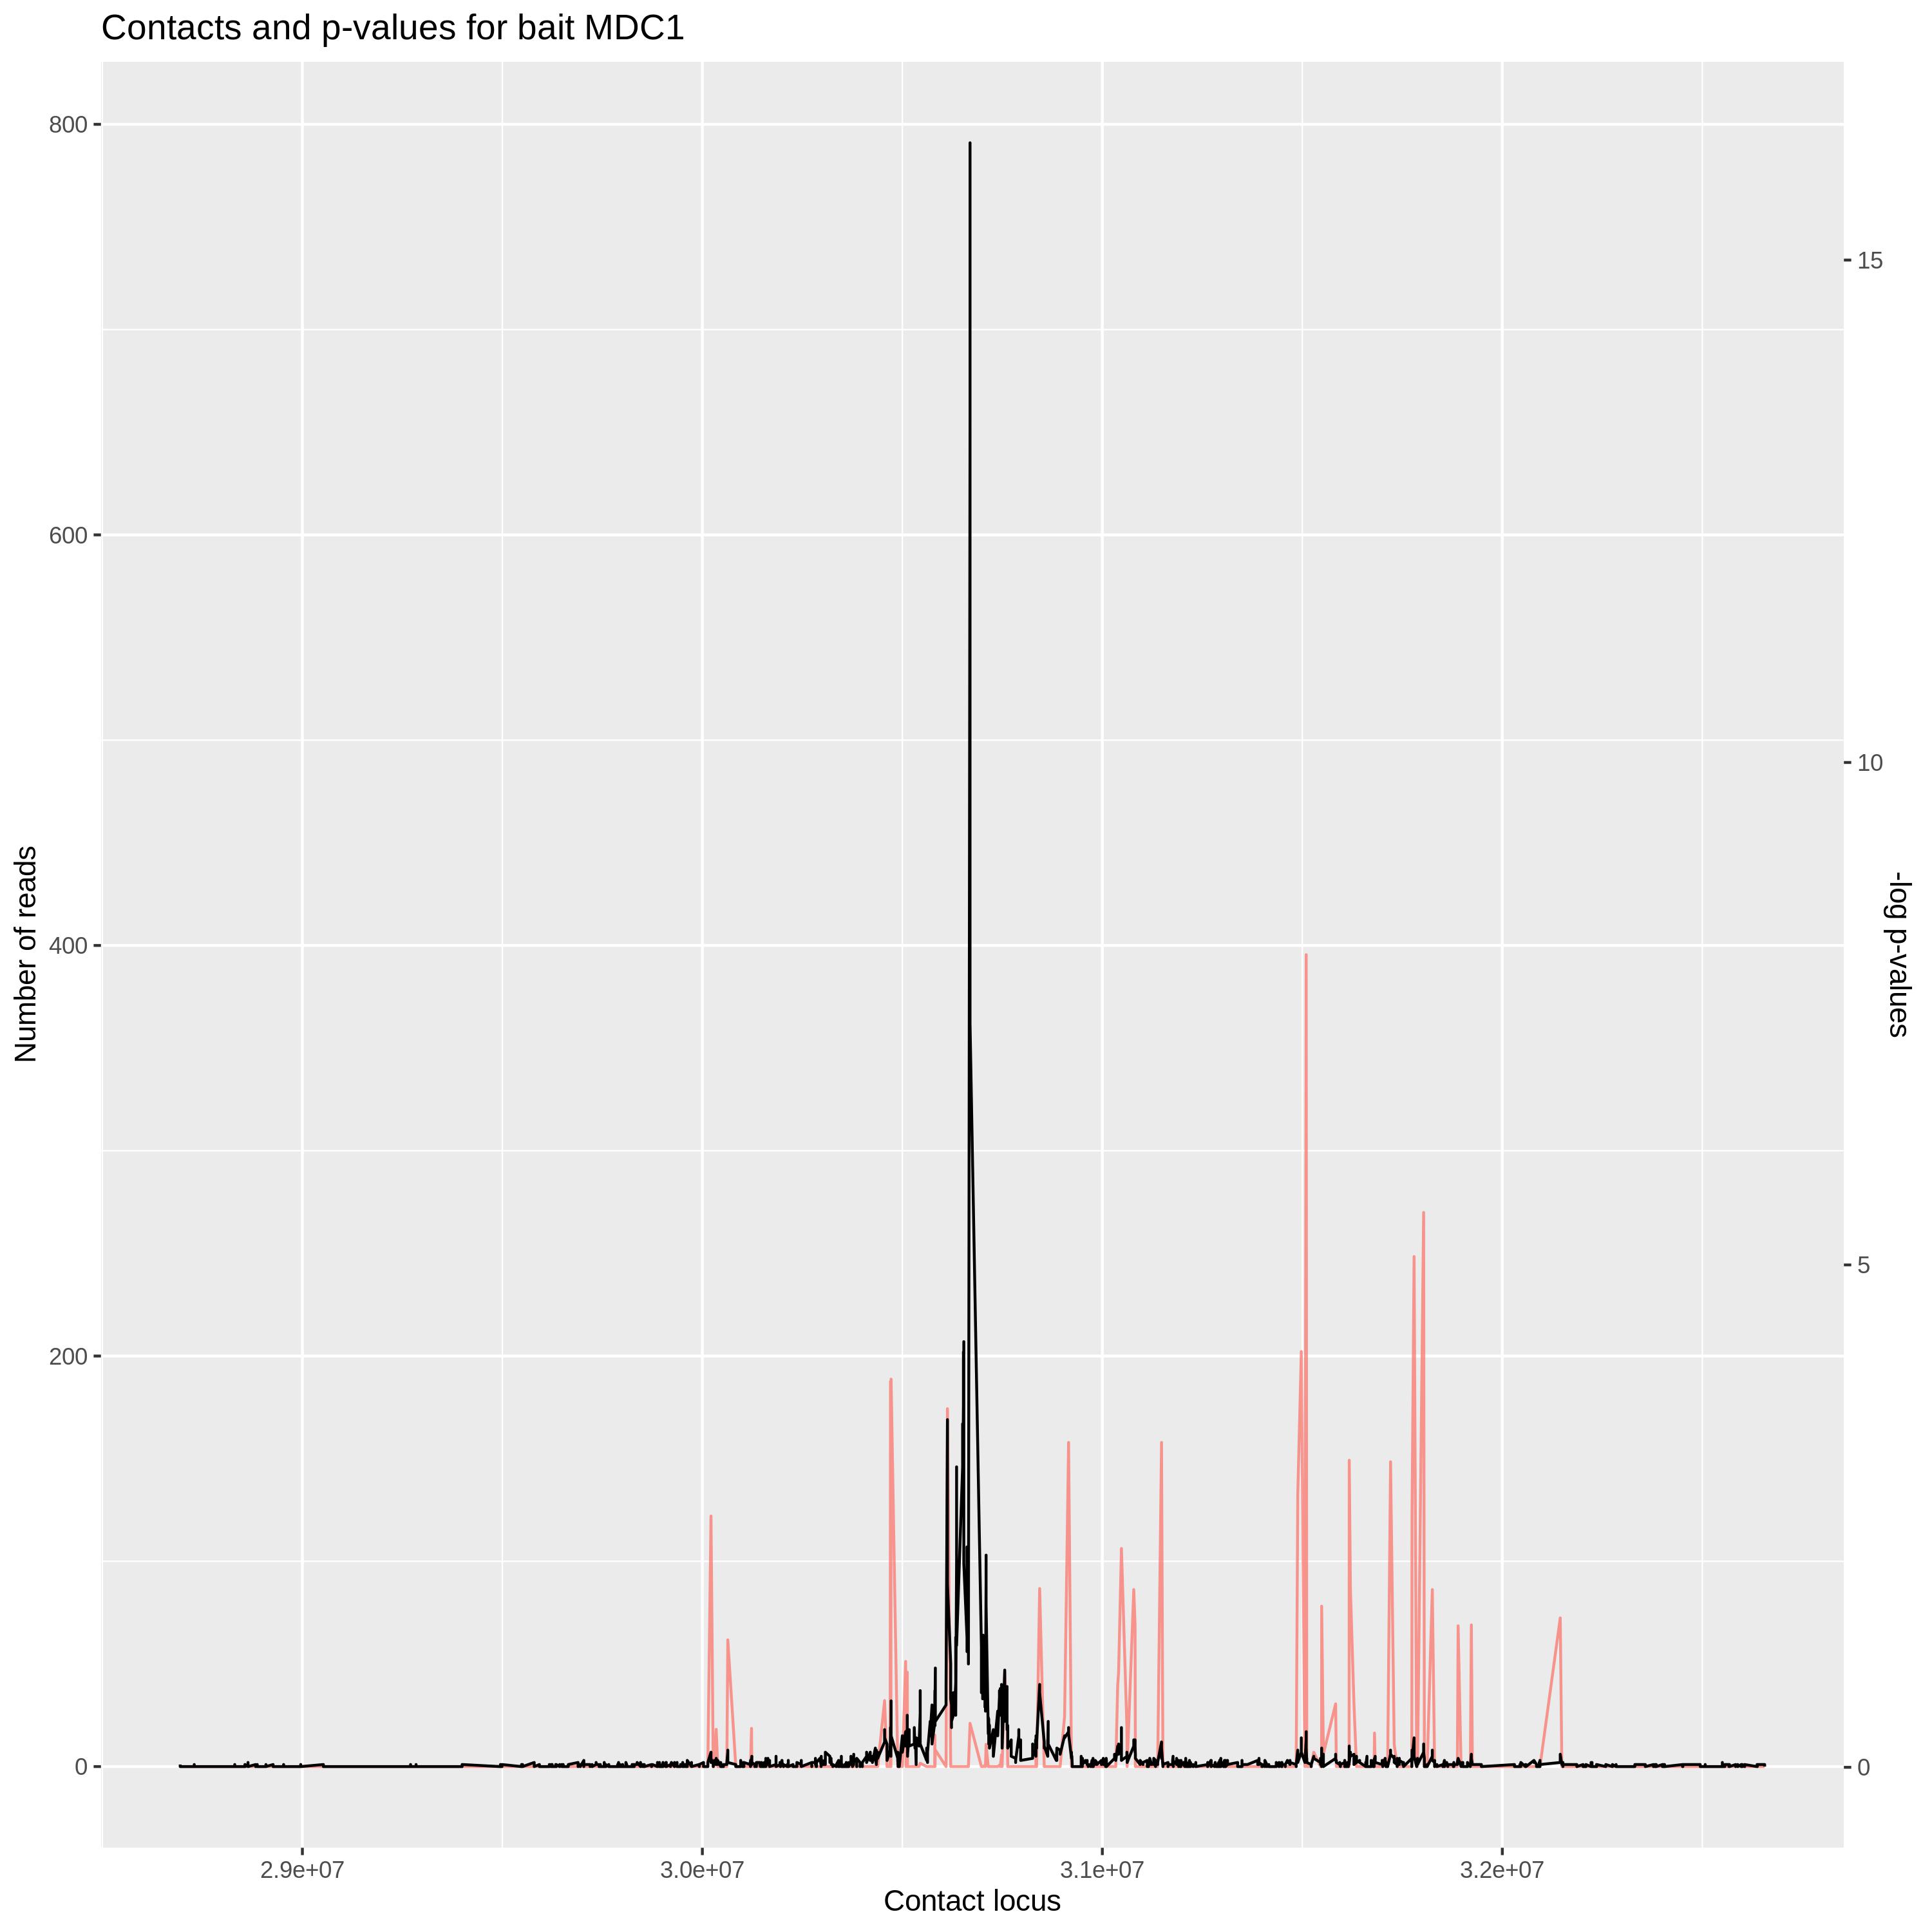 Contacts and p-values for bait MDC1
800
600
400
200
0
Number of reads
15
10
5
0
-log p-values
2.9e+07
3.0e+07
3.1e+07
3.2e+07
Contact locus